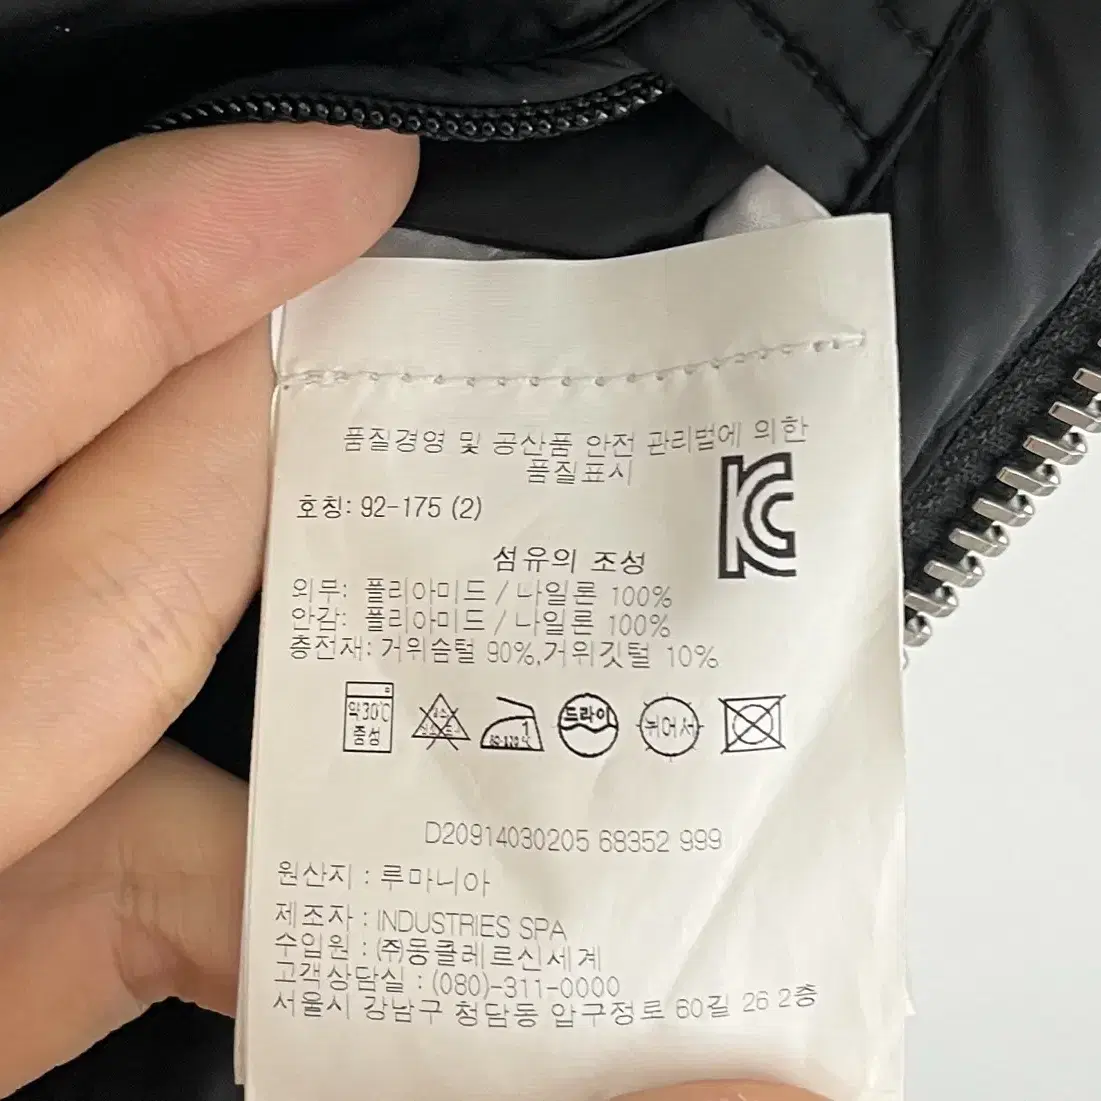 품질경영 및 공산품 안전 관리법에 의한
품질표시
KC
호칭: 92-175 (2)
섬유의 조성
외부: 폴리아미드 / 나일론 100%
안감: 폴리아미드 / 나일론 100%
충전재: 거위솜털 90%,거위깃털 10%
약30℃
중성
1
80-120℃
드라이
뉘어서
D20914030205 68352 999
원산지 : 루마니아
제조자 : INDUSTRIES SPA
수입원 : (주)몽클레르신세계
고객상담실 : (080)-311-0000
서울시 강남구 청담동 압구정로 60길 26 2층